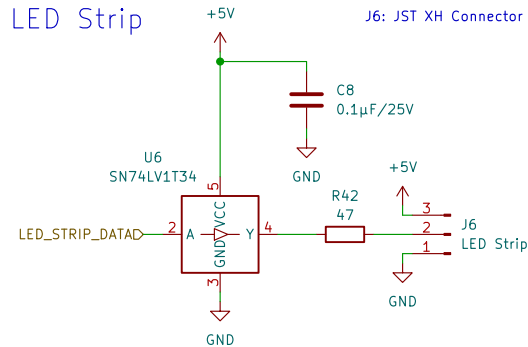 LED Strip
J6: JST XH Connector
+5V
C8
0.1µF/25V
GND
U6
SN74LV1T34
5
VCC
+5V
LED_STRIP_DATA
2
A
Y
4
GND
3
R42
47
3
2
1
J6
LED Strip
GND
GND